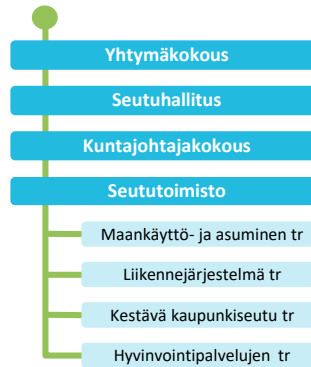 Yhtymäkokous
Seutuhallitus
Kuntajohtajakokous
Seututoimisto
Maankäyttö- ja asuminen tr
Liikennejärjestelmä tr
Kestävä kaupunkiseutu tr
Hyvinvointipalvelujen tr